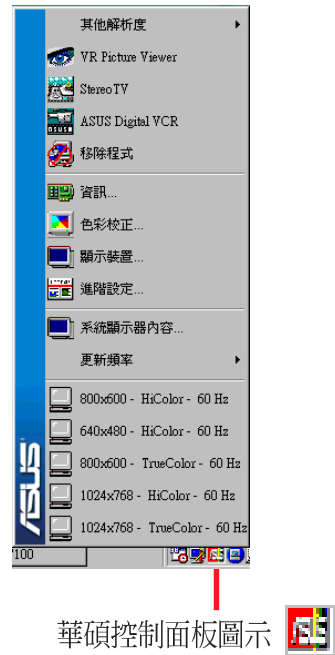 其他解析度
VR Picture Viewer
StereoTV
ASUS Digital VCR
移除程式
資訊...
色彩校正...
顯示裝置...
進階設定...
系統顯示器內容...
更新頻率
800x600 - HiColor - 60 Hz
640x480 - HiColor - 60 Hz
800x600 - TrueColor - 60 Hz
1024x768 - HiColor - 60 Hz
1024x768 - TrueColor - 60 Hz
ASUS
/100
華碩控制面板圖示